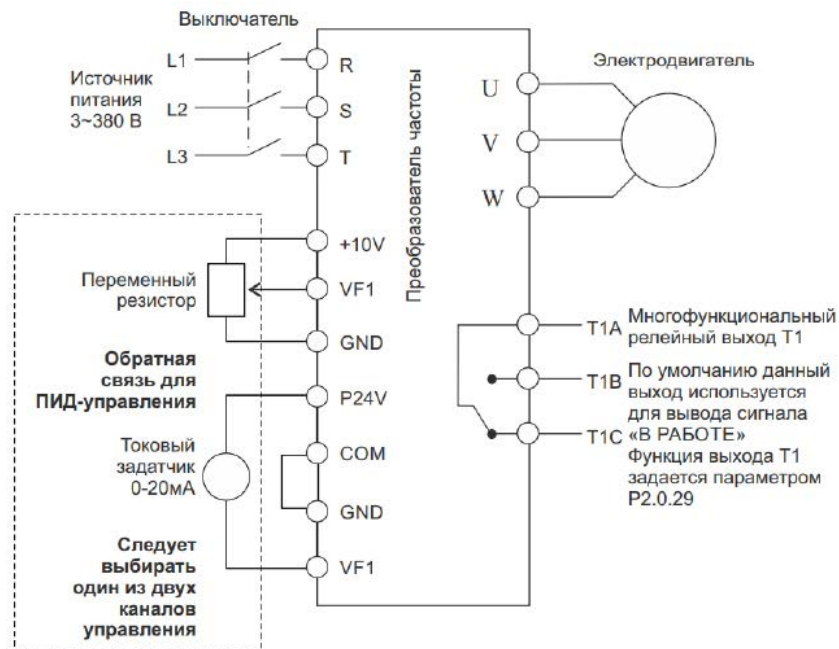 Выключатель
L1
L2
L3
Источник
питания
3~380 В
R
S
T
Преобразователь частоты
U
V
W
Электродвигатель
+10V
VF1
GND
Переменный
резистор
Обратная
связь для
ПИД-управления
P24V
COM
GND
VF1
Токовый
задатчик
0-20мА
Следует
выбирать
один из двух
каналов
управления
T1A
T1B
T1C
Многофункциональный
релейный выход T1
По умолчанию данный
выход используется
для вывода сигнала
«В РАБОТЕ»
Функция выхода T1
задается параметром
P2.0.29